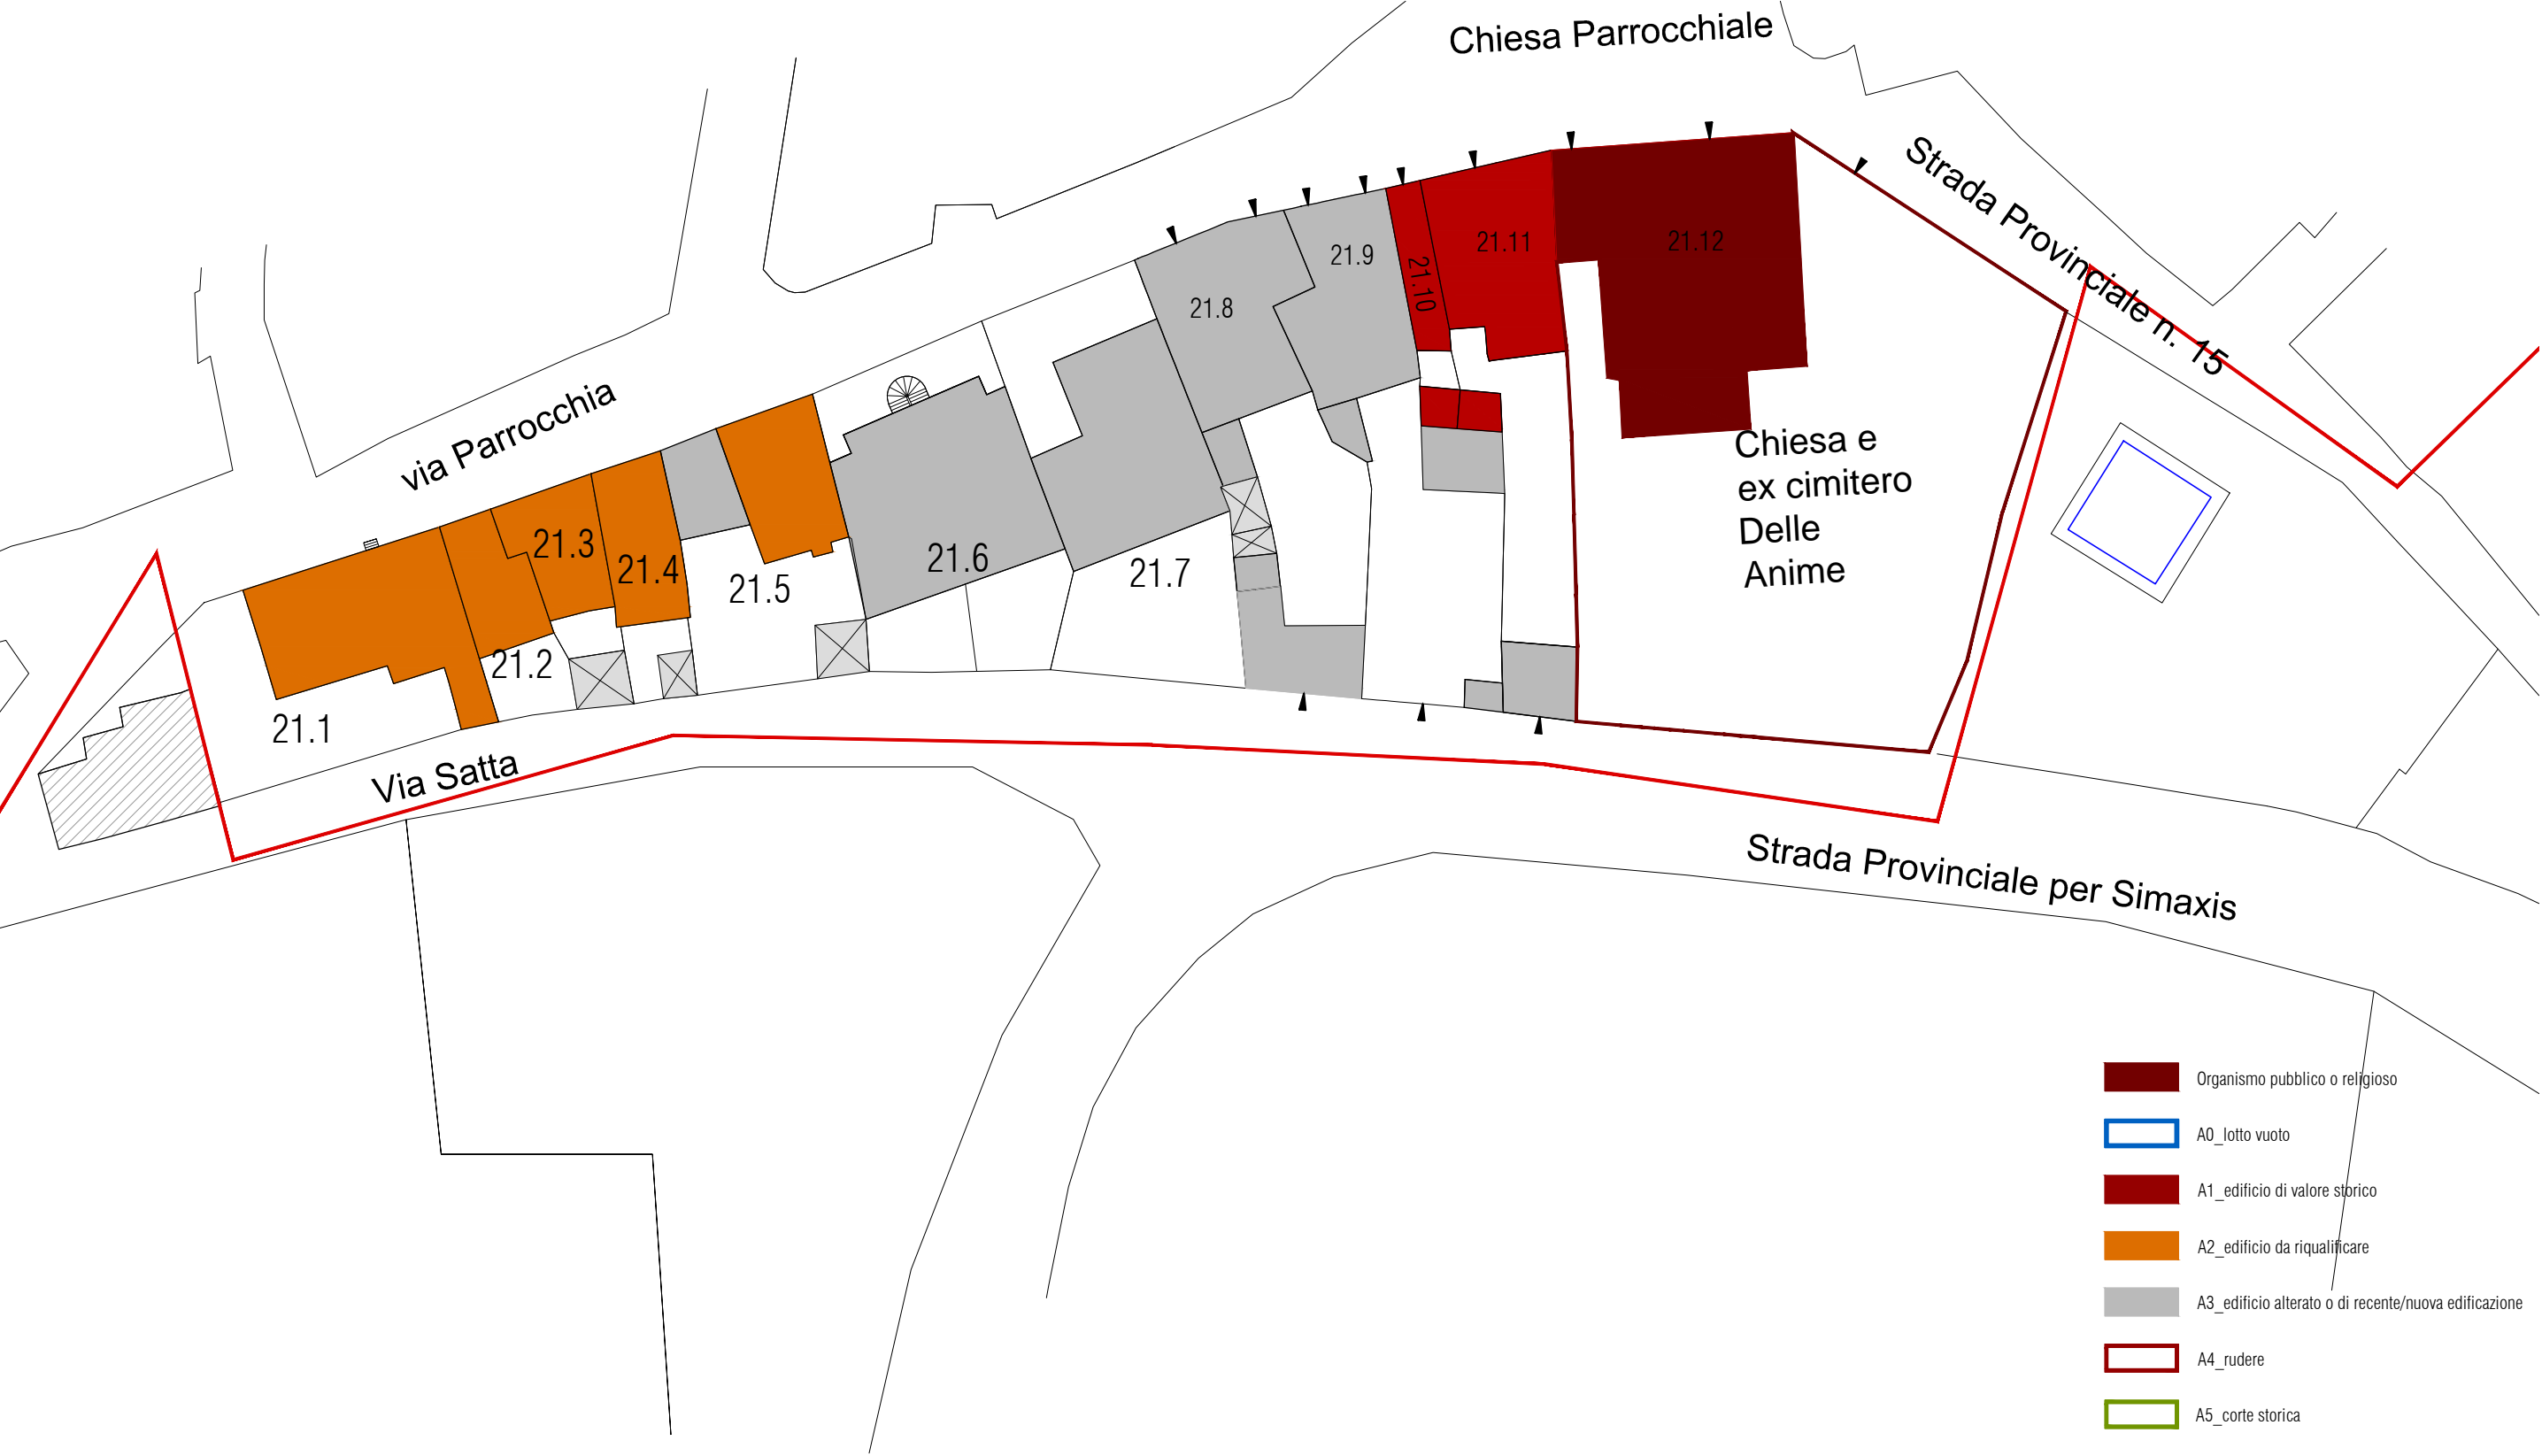 Chiesa Parrocchiale
Strada Provinciale n. 15
via Parrocchia
21.12
21.11
21.10
21.9
21.8
21.7
21.6
21.5
21.4
21.3
21.2
21.1
Chiesa e
ex cimitero
Delle
Anime
Via Satta
Strada Provinciale per Simaxis
Organismo pubblico o religioso
A0_lotto vuoto
A1_edificio di valore storico
A2_edificio da riqualificare
A3_edificio alterato o di recente/nuova edificazione
A4_rudere
A5_corte storica